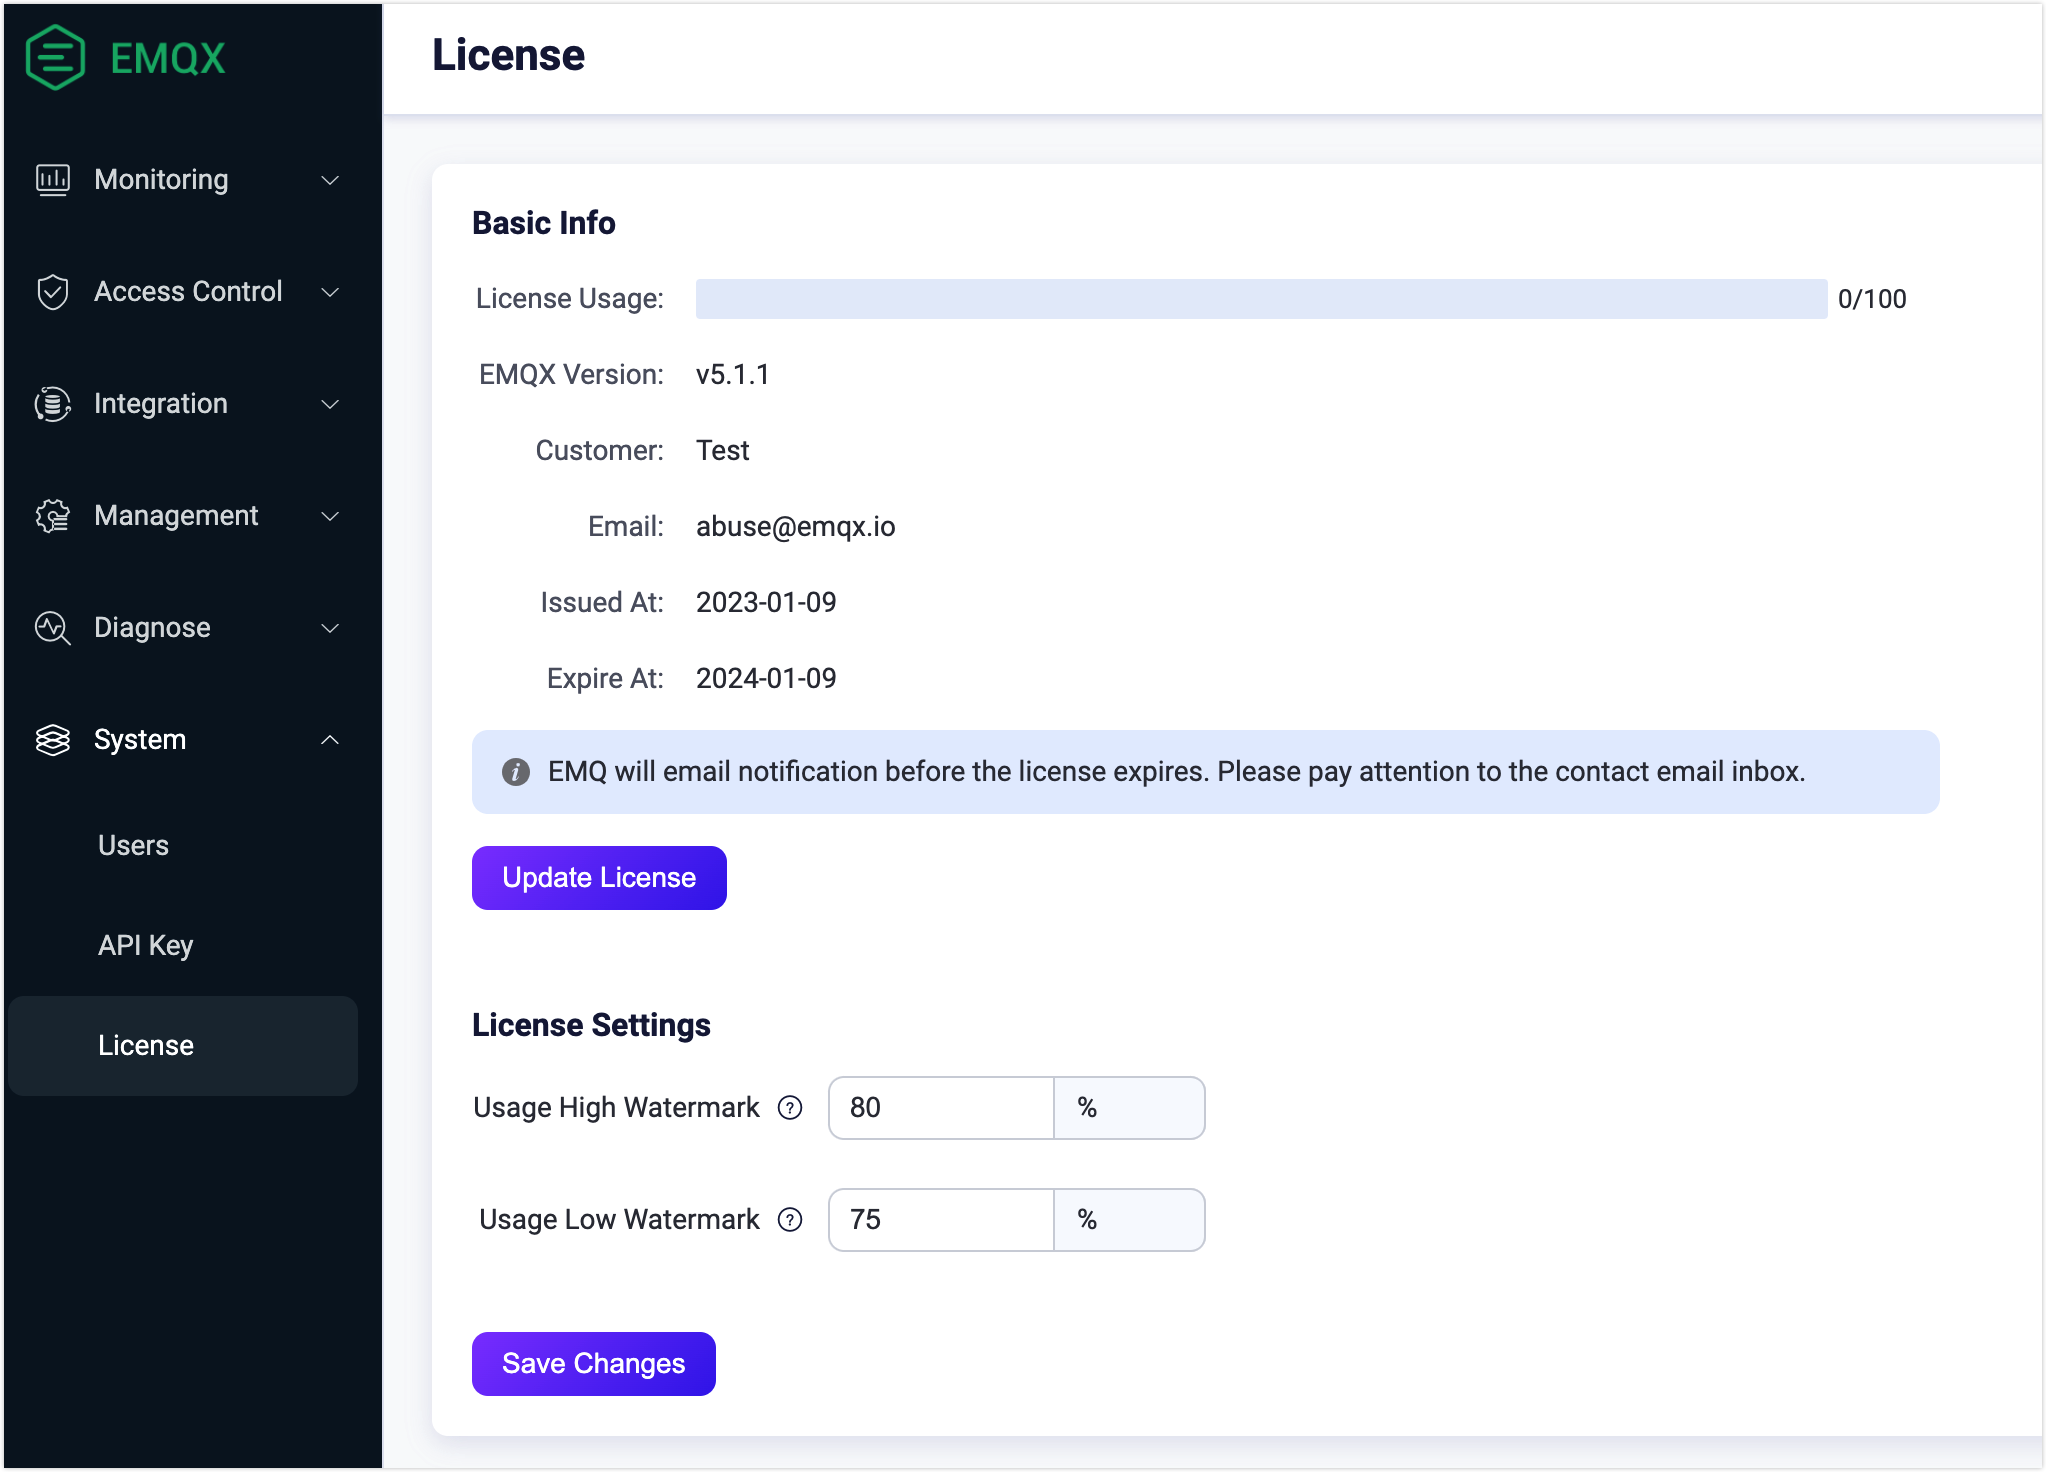 EMQX
Monitoring
Access Control
Integration
Management
Diagnose
System
Users
API Key
License
License
Basic Info
License Usage: 0/100
EMQX Version: v5.1.1
Customer: Test
Email: abuse@emqx.io
Issued At: 2023-01-09
Expire At: 2024-01-09
EMQ will email notification before the license expires. Please pay attention to the contact email inbox.
Update License
License Settings
Usage High Watermark ? 80 %
Usage Low Watermark ? 75 %
Save Changes